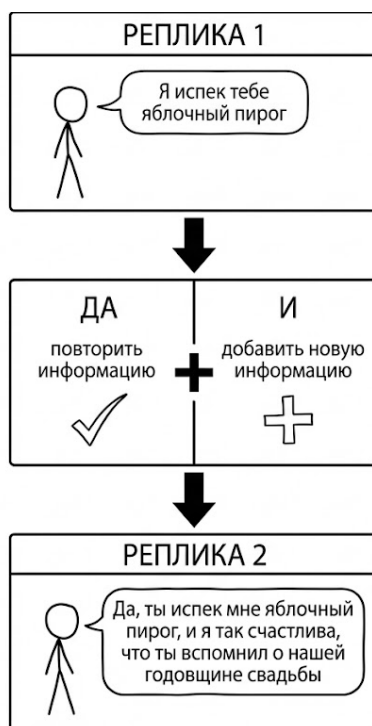 РЕПЛИКА 1
Я испек тебе
яблочный пирог
ДА
повторить
информацию
И
добавить новую
информацию
РЕПЛИКА 2
Да, ты испек мне яблочный
пирог, и я так счастлива,
что ты вспомнил о нашей
годовщине свадьбы